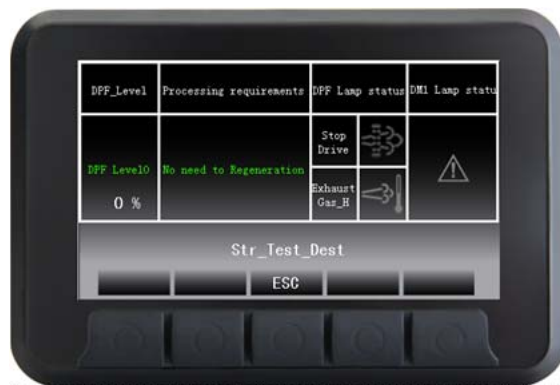 DPF_Level Processing requirements DPF Lamp status DM1 Lamp statu
DPF Level0
0 %
No need to Regeneration
Stop
Drive
Exhaust
Gas_H
Str_Test_Dest
ESC